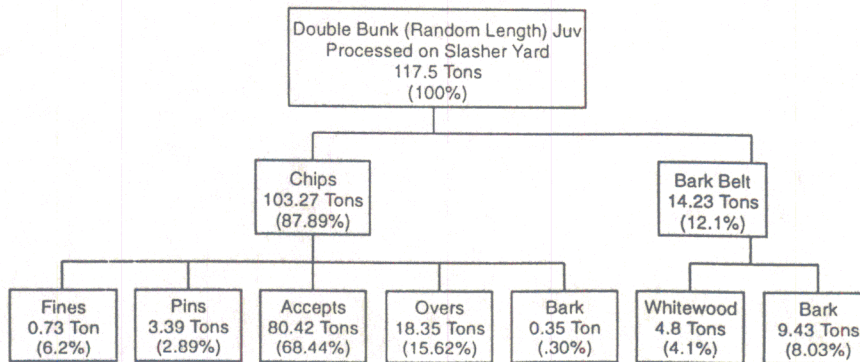 Double Bunk (Random Length) Juv
Processed on Slasher Yard
117.5 Tons
(100%)
Chips
103.27 Tons
(87.89%)
Bark Belt
14.23 Tons
(12.1%)
Fines
0.73 Ton
(6.2%)
Pins
3.39 Tons
(2.89%)
Accepts
80.42 Tons
(68.44%)
Overs
18.35 Tons
(15.62%)
Bark
0.35 Ton
(.30%)
Whitewood
4.8 Tons
(4.1%)
Bark
9.43 Tons
(8.03%)